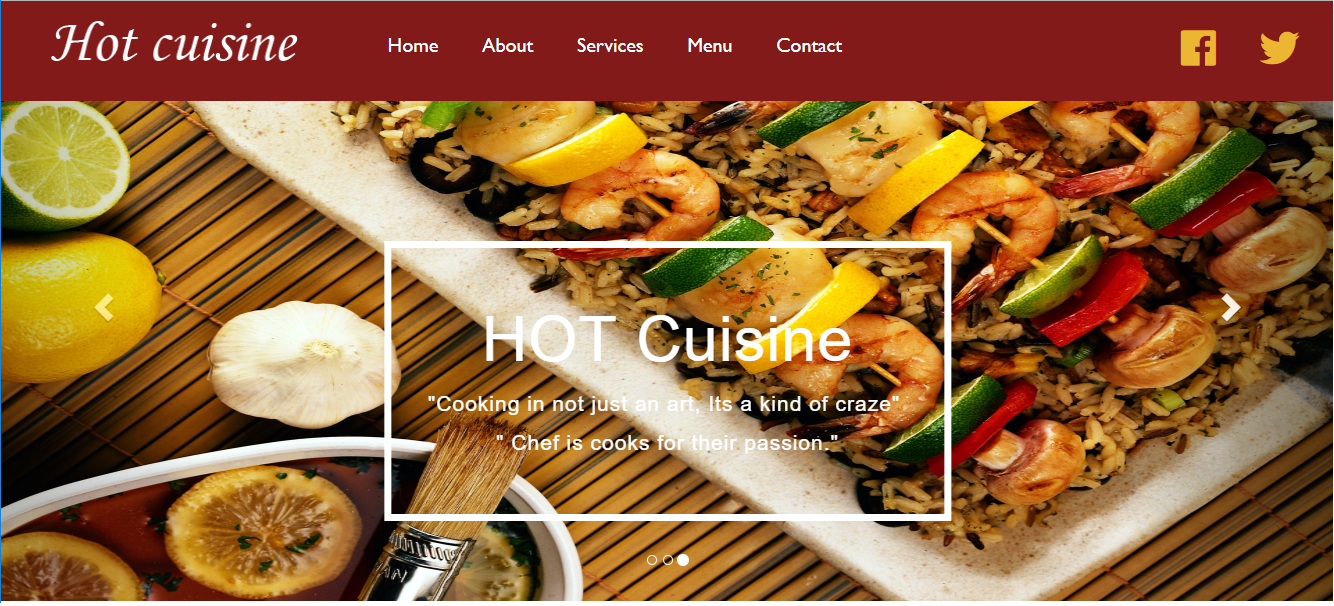 Hot cuisine
Home About Services Menu Contact
HOT Cuisine
"Cooking in not just an art, Its a kind of craze"
" Chef is cooks for their passion."